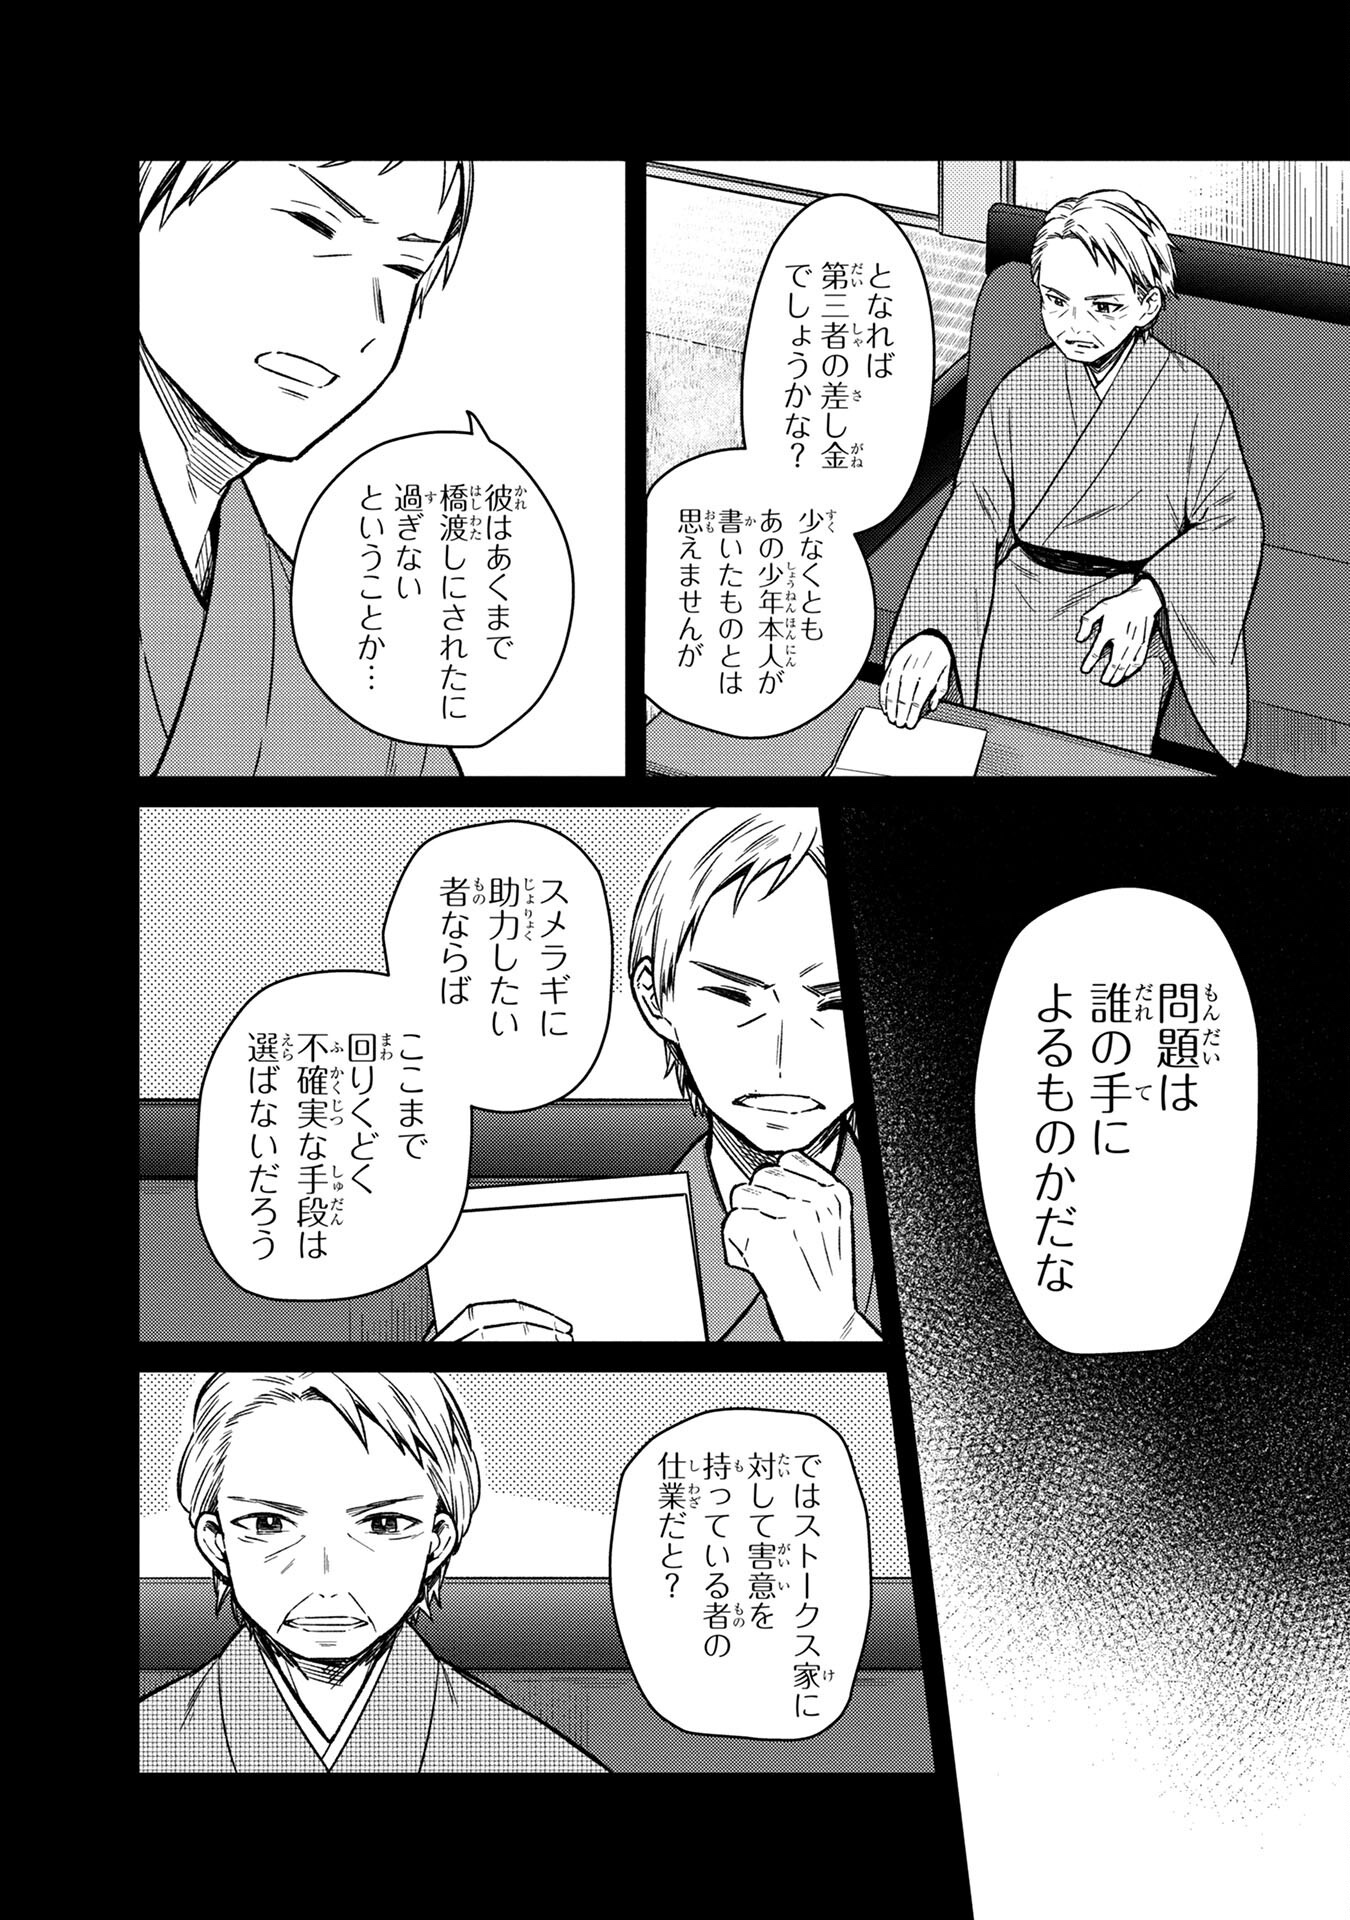 となれば
第三者の差し金
でしょうかな?
少なくとも
あの少年本人が
書いたものとは
思えませんが
彼はあくまで
橋渡しにされたに
過ぎない
ということか…
問題は
誰の手に
よるものかだな
スメラギに
助力したい
者ならば
ここまで
回りくどく
不確実な手段は
選ばないだろう
ではストークス家に
対して害意を
持っている者の
仕業だと?